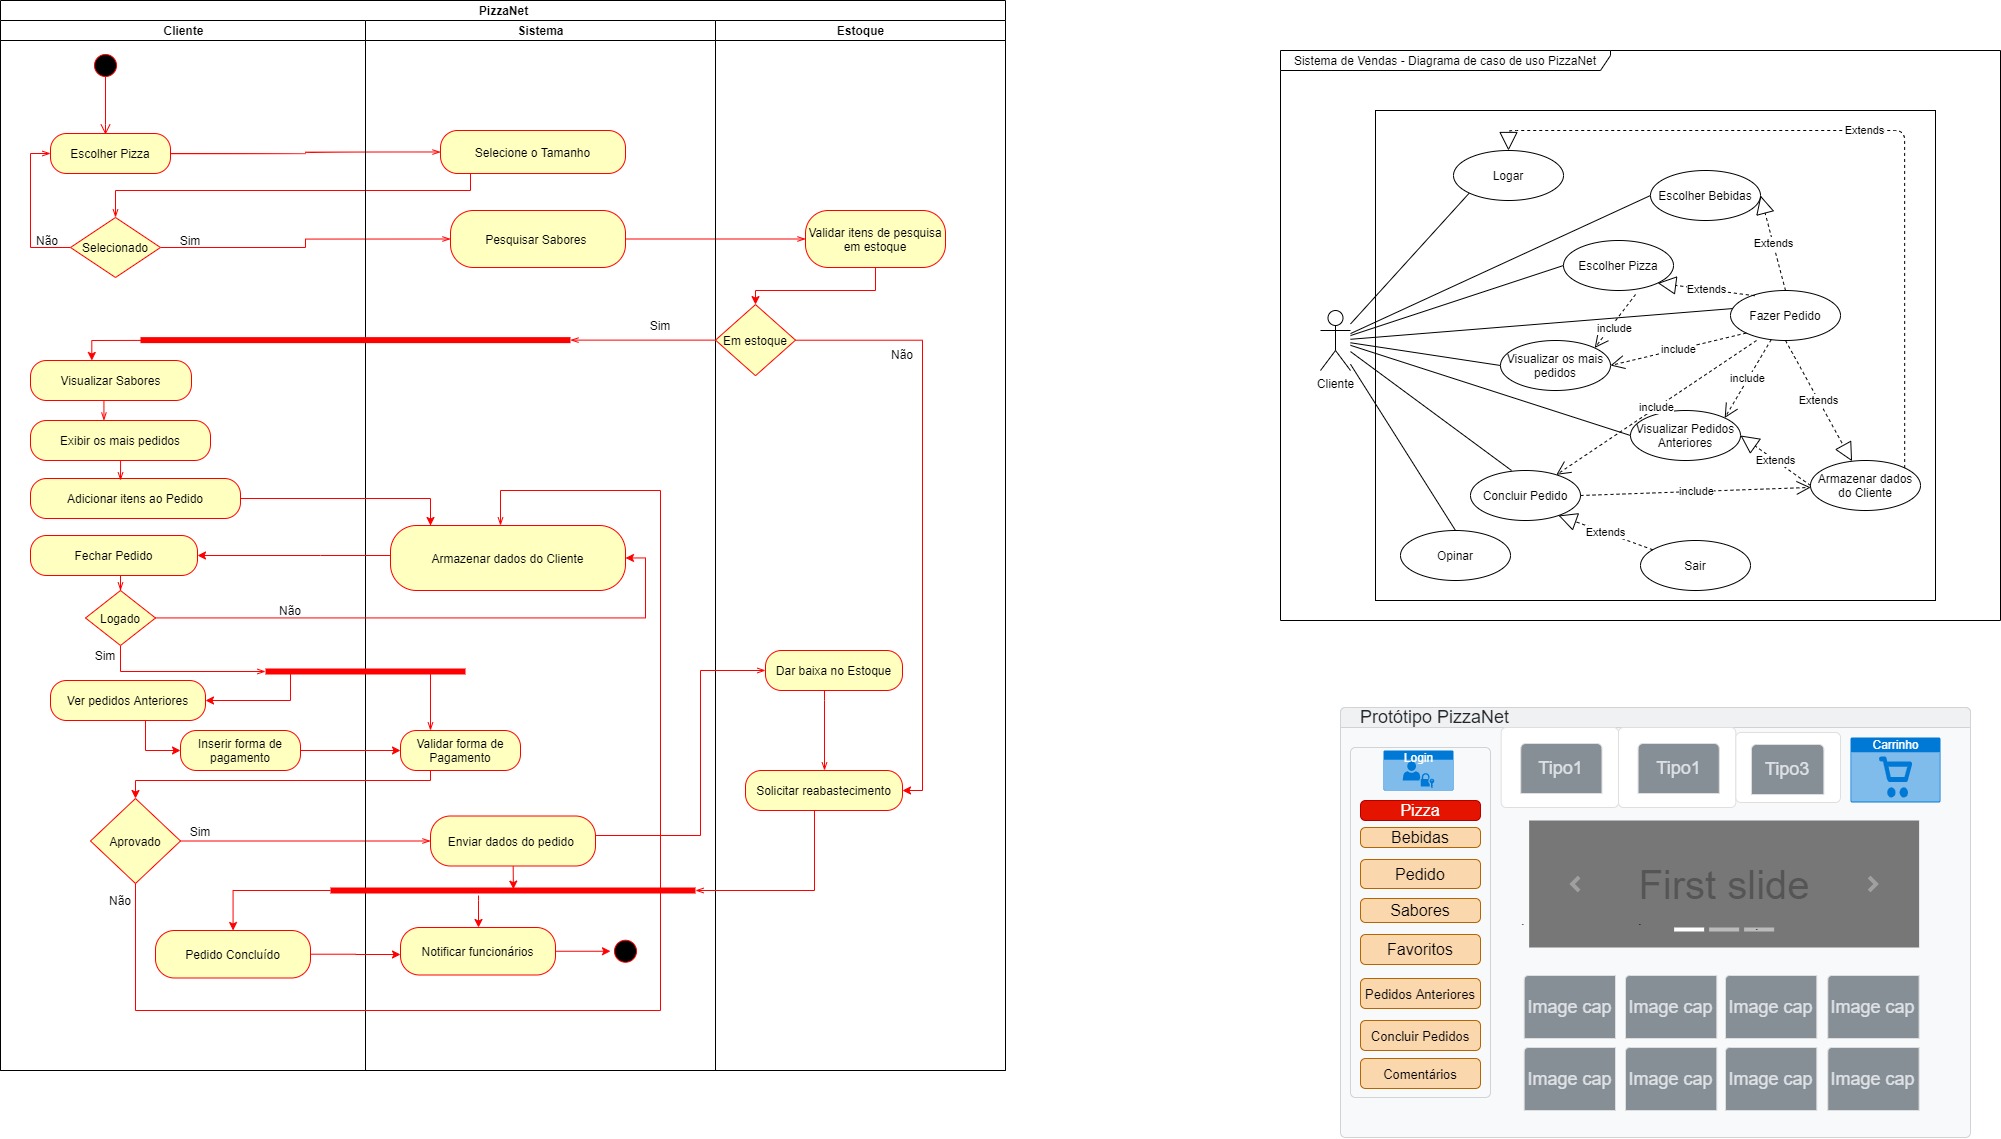 PizzaNet
Cliente
Sistema
Estoque
Escolher Pizza
Selecione o Tamanho
Não
Selecionado
Sim
Pesquisar Sabores
Validar itens de pesquisa
em estoque
Sim
Em estoque
Não
Visualizar Sabores
Exibir os mais pedidos
Adicionar itens ao Pedido
Fechar Pedido
Armazenar dados do Cliente
Não
Logado
Sim
Ver pedidos Anteriores
Dar baixa no Estoque
Inserir forma de
pagamento
Validar forma de
Pagamento
Solicitar reabastecimento
Aprovado
Sim
Enviar dados do pedido
Não
Pedido Concluído
Notificar funcionários
Sistema de Vendas - Diagrama de caso de uso PizzaNet
Extends
Logar
Escolher Bebidas
Extends
Escolher Pizza
Extends
Fazer Pedido
include
include
Visualizar os mais
pedidos
Cliente
include
Extends
include
Visualizar Pedidos
Anteriores
Extends
Armazenar dados
do Cliente
include
Concluir Pedido
Extends
Opinar
Sair
Protótipo PizzaNet
Login
Tipo1
Tipo1
Tipo3
Carrinho
Pizza
Bebidas
Pedido
Sabores
Favoritos
Pedidos Anteriores
Concluir Pedidos
Comentários
First slide
Image cap
Image cap
Image cap
Image cap
Image cap
Image cap
Image cap
Image cap